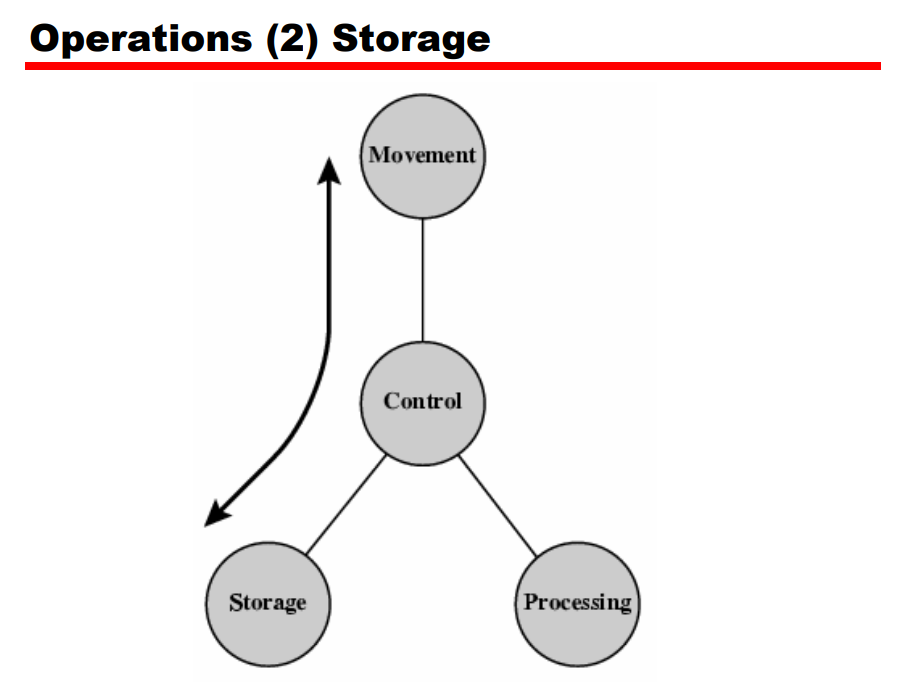 Operations (2) Storage
Movement
Control
Storage
Processing